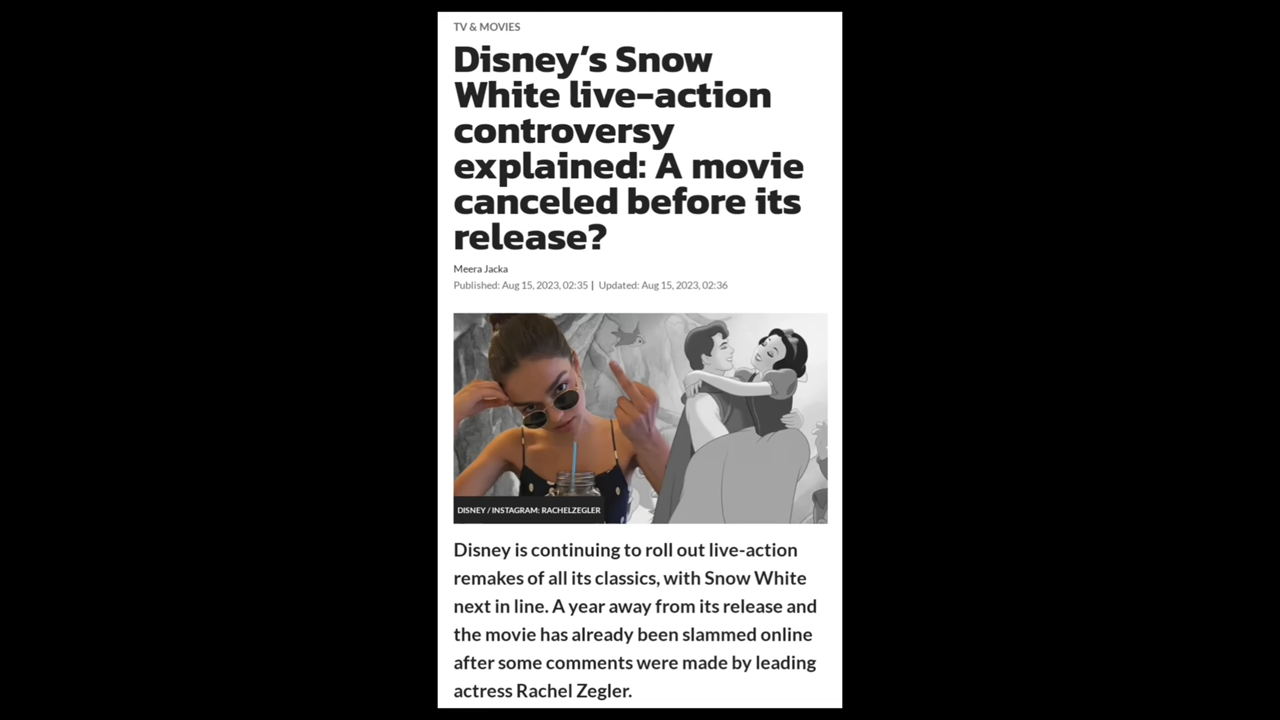 TV & MOVIES
Disney’s Snow
White live-action
controversy
explained: A movie
canceled before its
release?
Meera Jacka
Published: Aug 15, 2023, 02:35 | Updated: Aug 15, 2023, 02:36
DISNEY / INSTAGRAM: RACHELZEGLER
Disney is continuing to roll out live-action
remakes of all its classics, with Snow White
next in line. A year away from its release and
the movie has already been slammed online
after some comments were made by leading
actress Rachel Zegler.